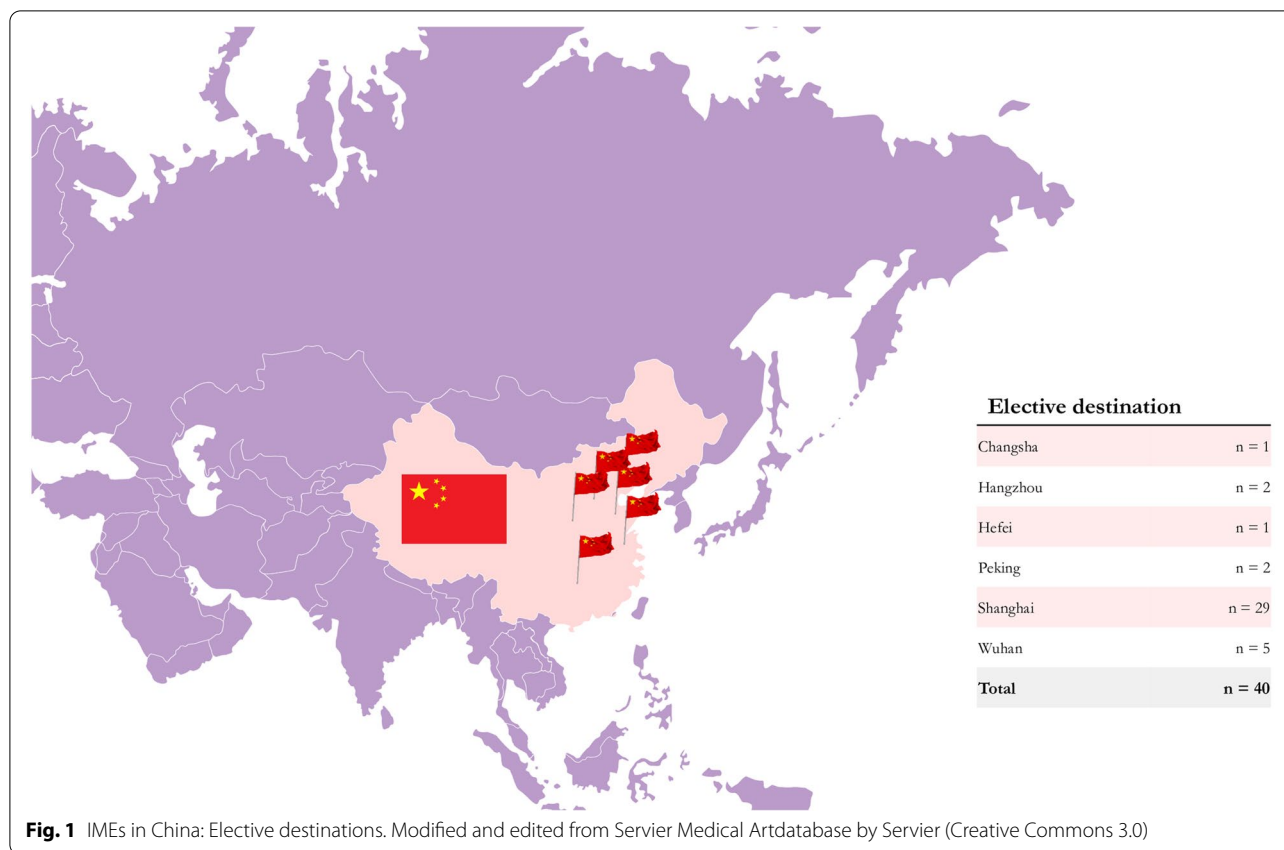 Elective destination
Changsha n = 1
Hangzhou n = 2
Hefei n = 1
Peking n = 2
Shanghai n = 29
Wuhan n = 5
Total n = 40
Fig. 1 IMEs in China: Elective destinations. Modified and edited from Servier Medical Artdatabase by Servier (Creative Commons 3.0)